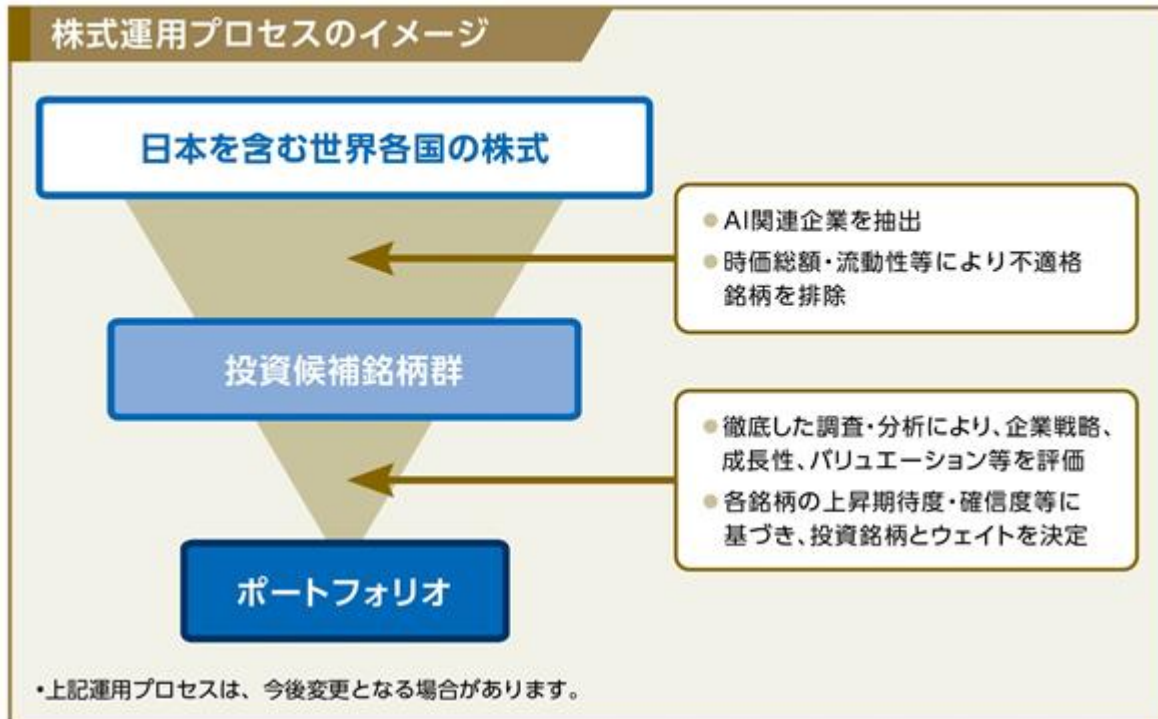 株式運用プロセスのイメージ
日本を含む世界各国の株式
●AI関連企業を抽出
●時価総額・流動性等により不適格
銘柄を排除
投資候補銘柄群
●徹底した調査・分析により、企業戦略、
成長性、バリュエーション等を評価
●各銘柄の上昇期待度・確信度等に
基づき、投資銘柄とウェイトを決定
ポートフォリオ
・上記運用プロセスは、今後変更となる場合があります。